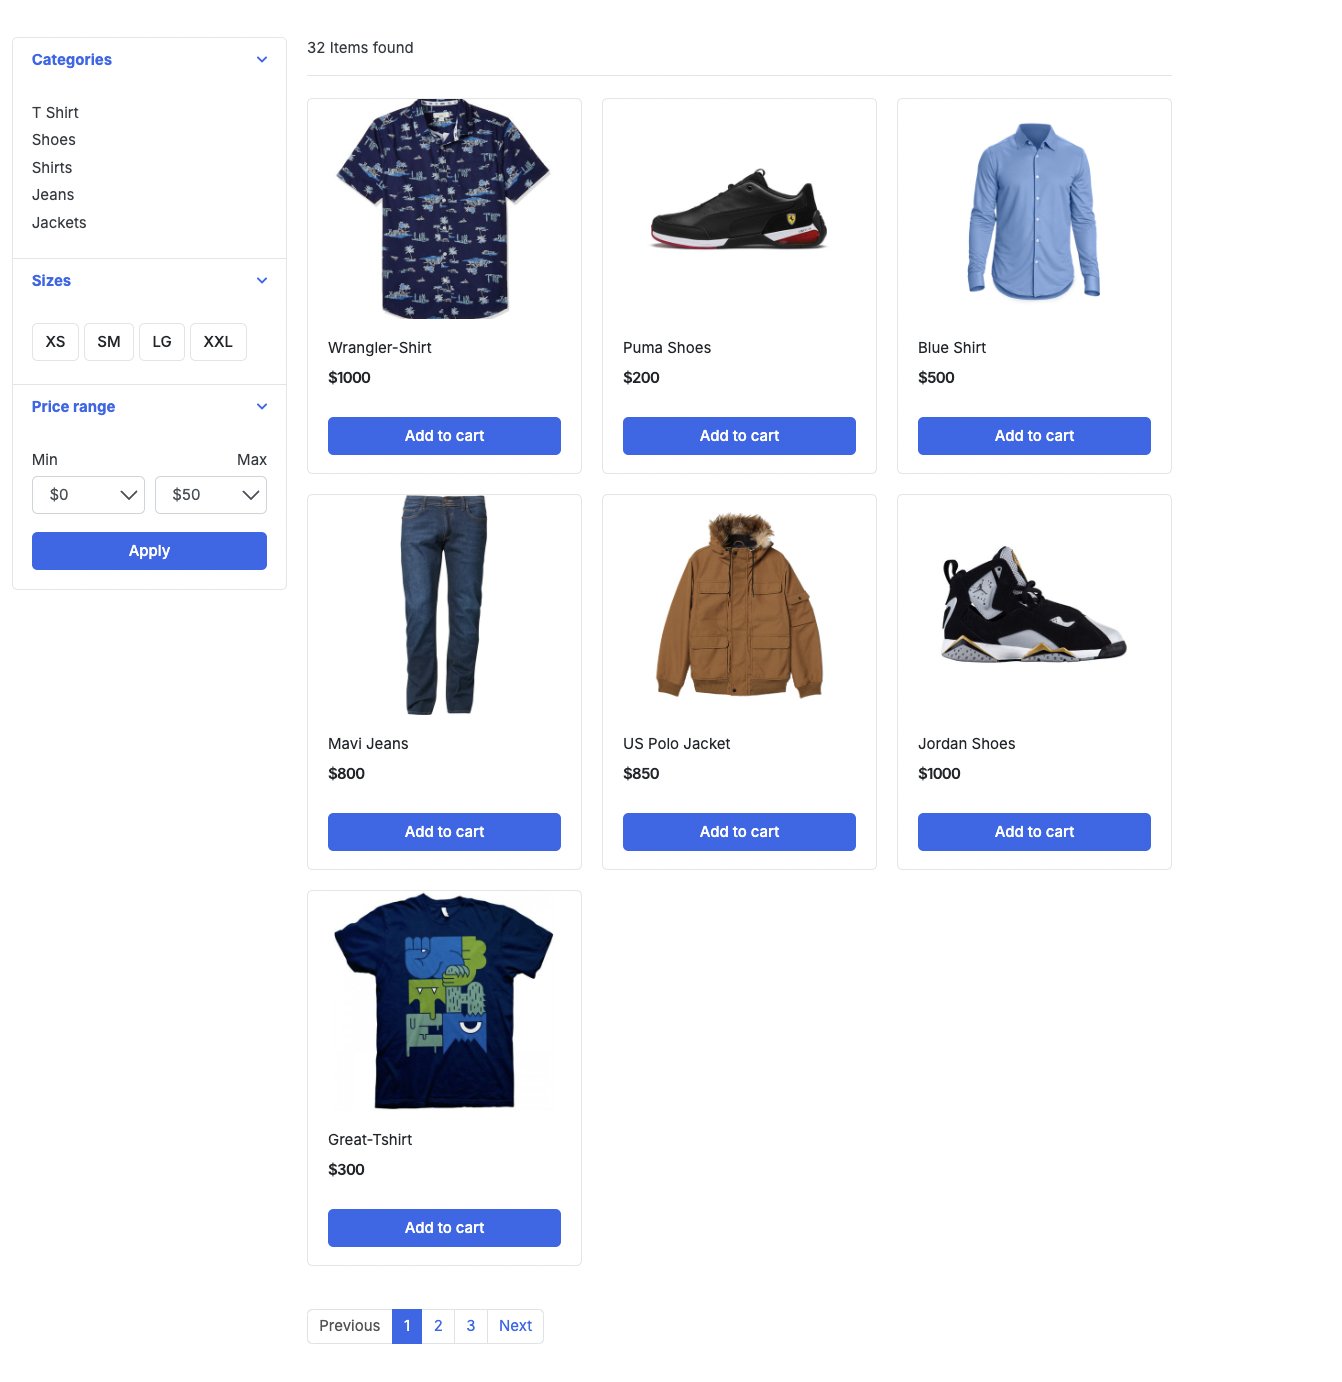 Categories
T Shirt
Shoes
Shirts
Jeans
Jackets
Sizes
XS SM LG XXL
Price range
Min Max
$0 $50
Apply
32 Items found
Wrangler-Shirt
$1000
Add to cart
Puma Shoes
$200
Add to cart
Blue Shirt
$500
Add to cart
Mavi Jeans
$800
Add to cart
US Polo Jacket
$850
Add to cart
Jordan Shoes
$1000
Add to cart
Great-Tshirt
$300
Add to cart
Previous 1 2 3 Next